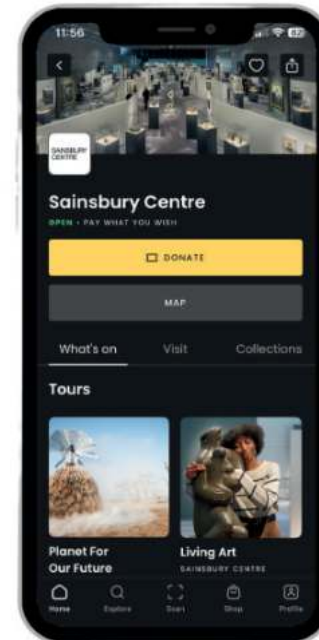 11:56
82
SAINSBURY
CENTRE
Sainsbury Centre
OPEN • PAY WHAT YOU WISH
DONATE
MAP
What's on Visit Collections
Tours
Planet For
Our Future
Living Art
SAINSBURY CENTRE
Home Explore Scan Shop Profile